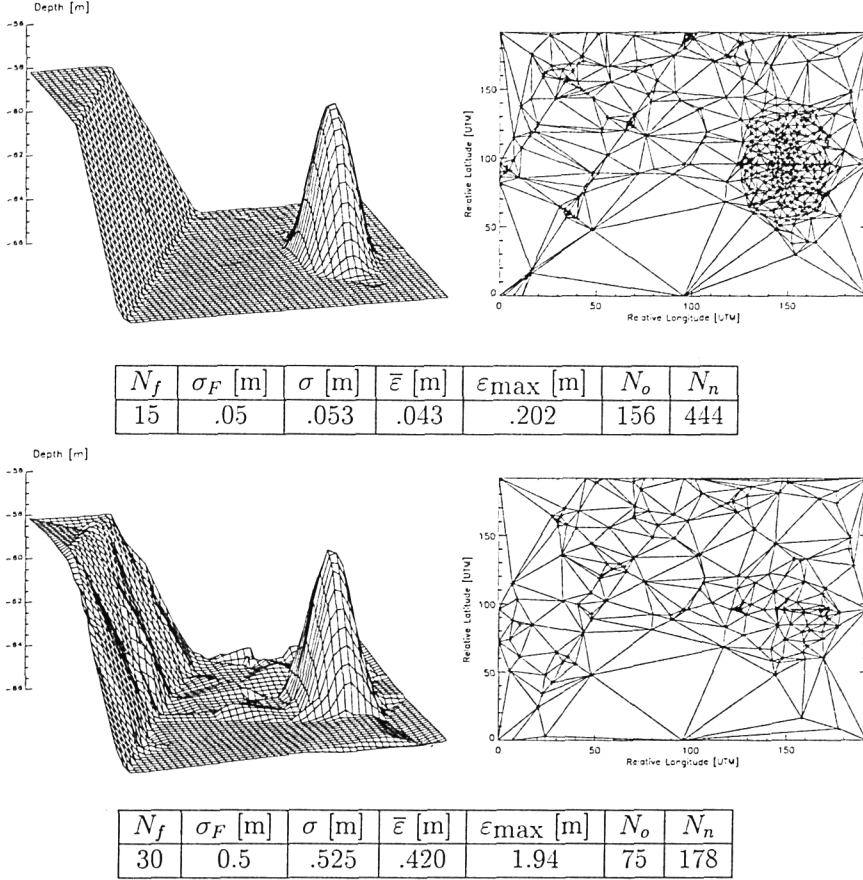 Depth [m]
-56
-58
-60
-62
-64
-66
Relative Latitude [UTM]
150
100
50
0
50
100
150
Relative Longitude [UTM]
N_f σ_F [m] σ [m] ε̅ [m] ε_max [m] N_o N_n
15 .05 .053 .043 .202 156 444
Depth [m]
-56
-58
-60
-62
-64
-66
Relative Latitude [UTM]
150
100
50
0
50
100
150
Relative Longitude [UTM]
N_f σ_F [m] σ [m] ε̅ [m] ε_max [m] N_o N_n
30 0.5 .525 .420 1.94 75 178